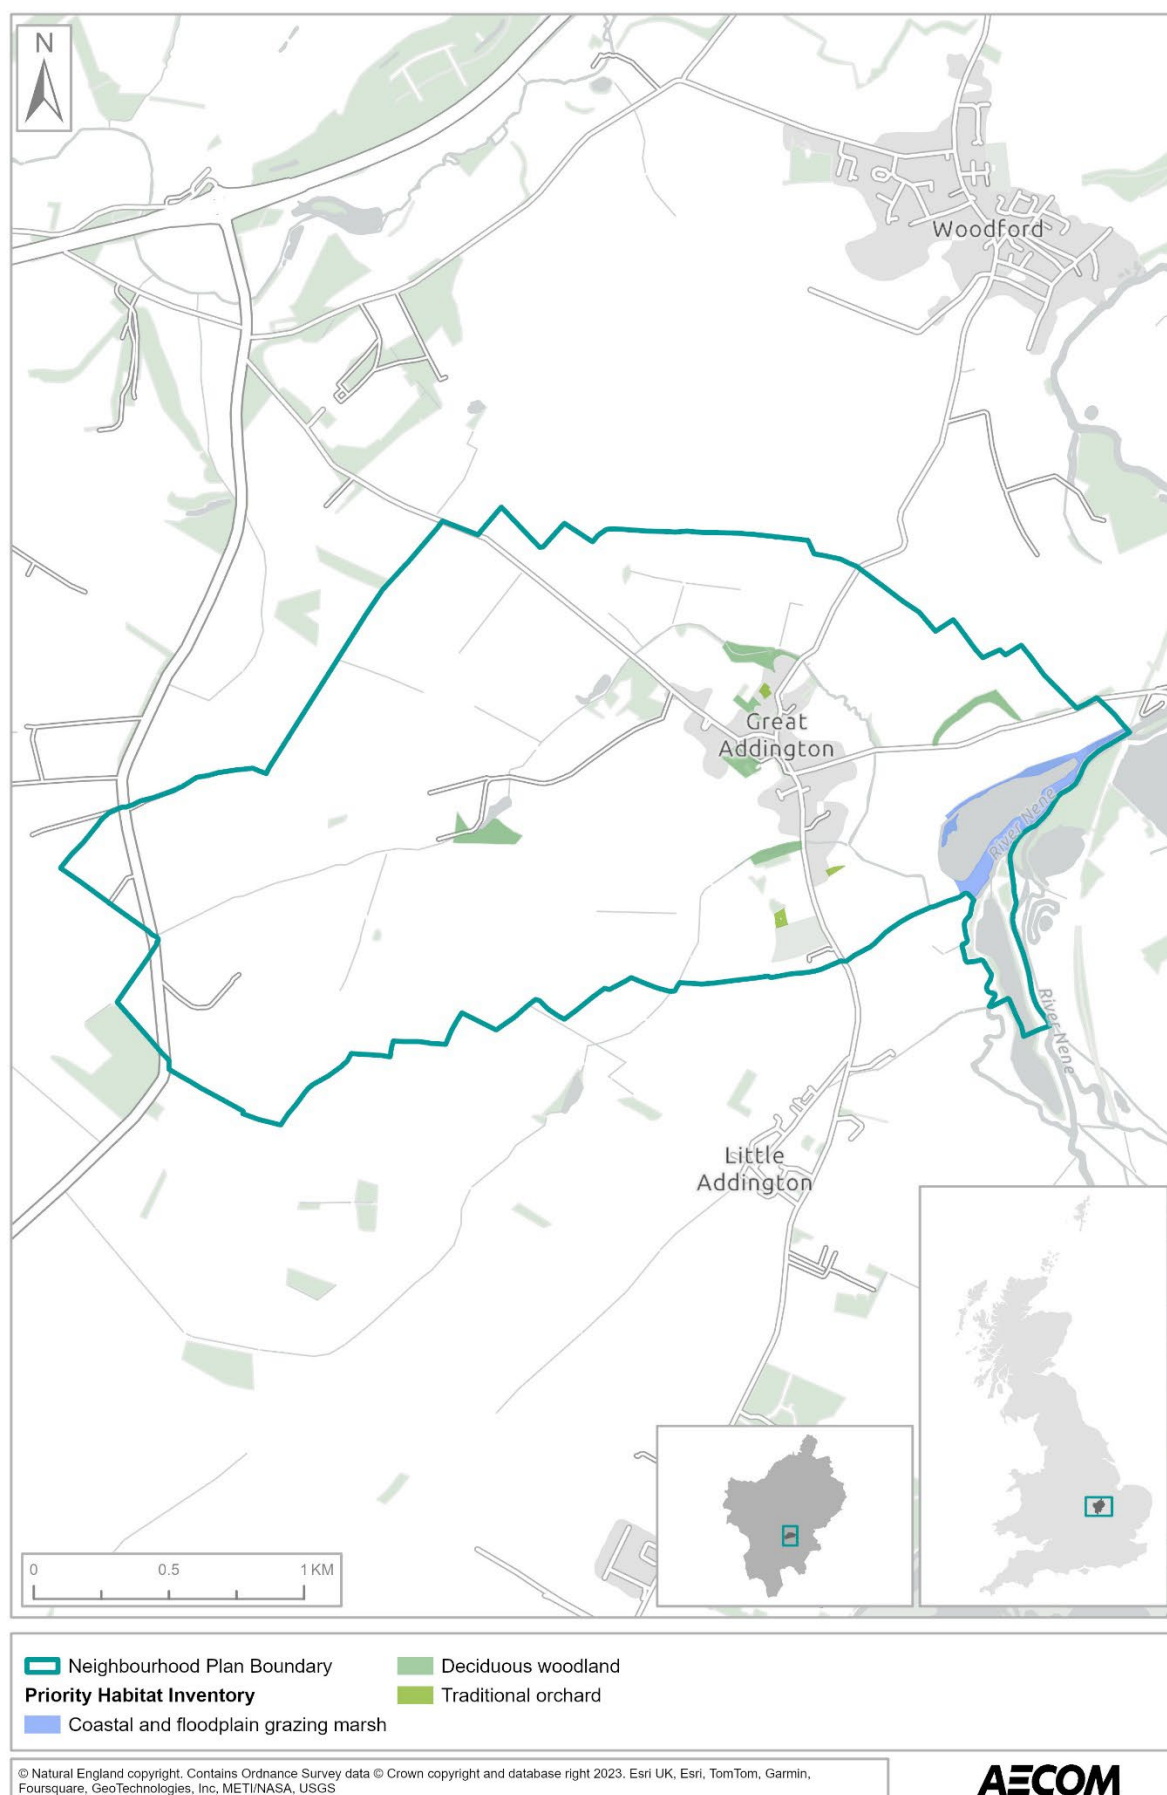 N
Woodford
Great
Addington
River Nene
River Nene
Little
Addington
0 0.5 1 KM
Neighbourhood Plan Boundary
Priority Habitat Inventory
Coastal and floodplain grazing marsh
Deciduous woodland
Traditional orchard
© Natural England copyright. Contains Ordnance Survey data © Crown copyright and database right 2023. Esri UK, Esri, TomTom, Garmin,
Foursquare, GeoTechnologies, Inc, METI/NASA, USGS
AECOM